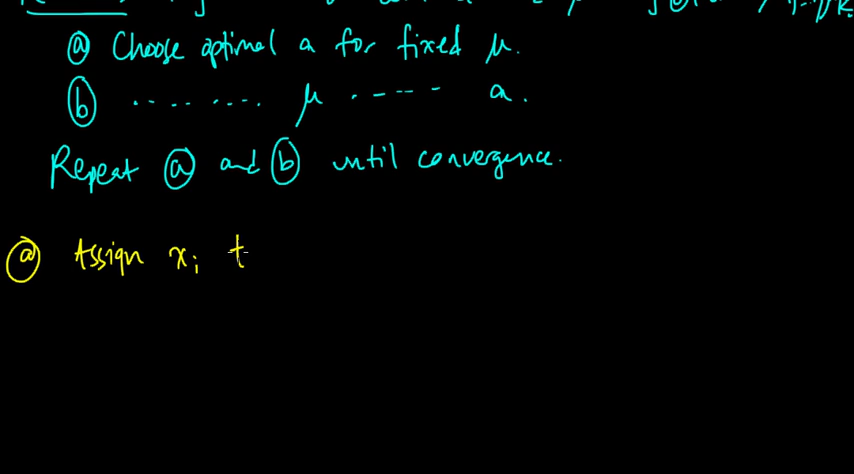 ⓐ Choose optimal a for fixed μ.
ⓑ ......... μ ..... a.
Repeat ⓐ and ⓑ until convergence.
ⓐ Assign xi t